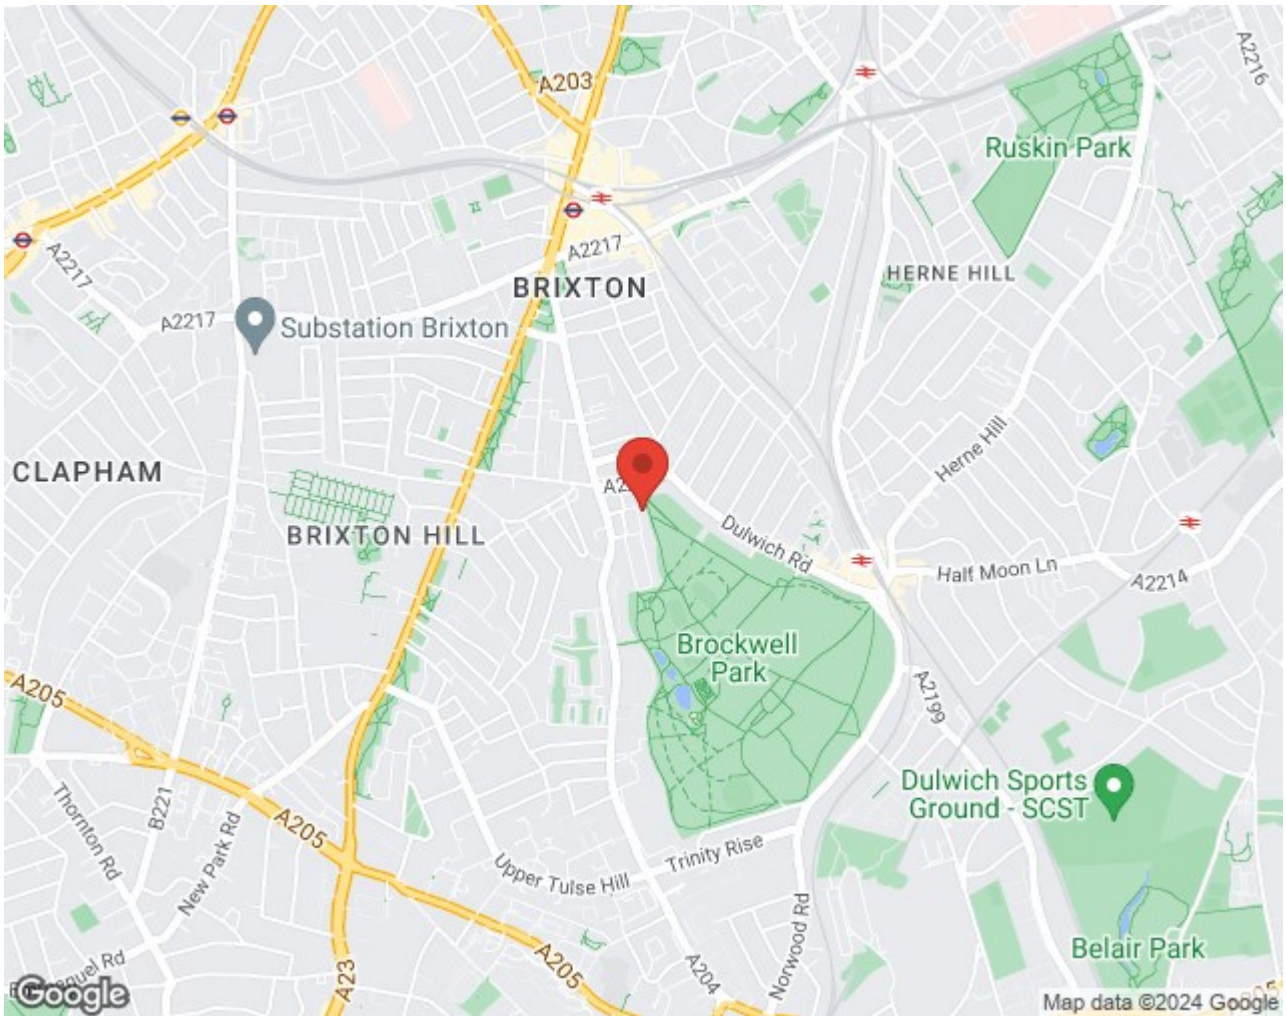 A203
A2216
Ruskin Park
A2217
A2217
HERNE HILL
BRIXTON
A2217
Substation Brixton
CLAPHAM
Herne Hill
BRIXTON HILL
Dulwich Rd
Half Moon Ln
A2214
Brockwell
Park
A205
A2199
Dulwich Sports
Ground - SCST
B221
Thornton Rd
New Park Rd
A205
Trinity Rise
Upper Tulse Hill
Norwood Rd
Belair Park
A205
A204
A23
Rd
Google
Map data ©2024 Google